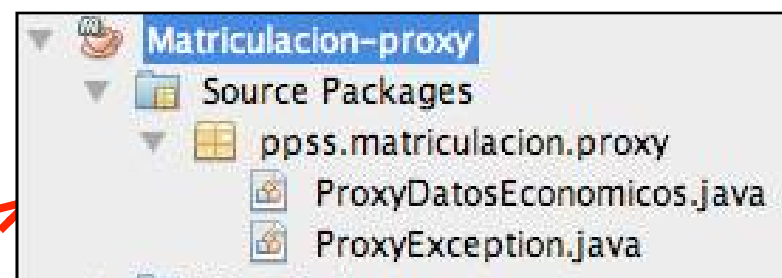 Matriculacion-proxy
Source Packages
ppss.matriculacion.proxy
ProxyDatosEconomicos.java
ProxyException.java